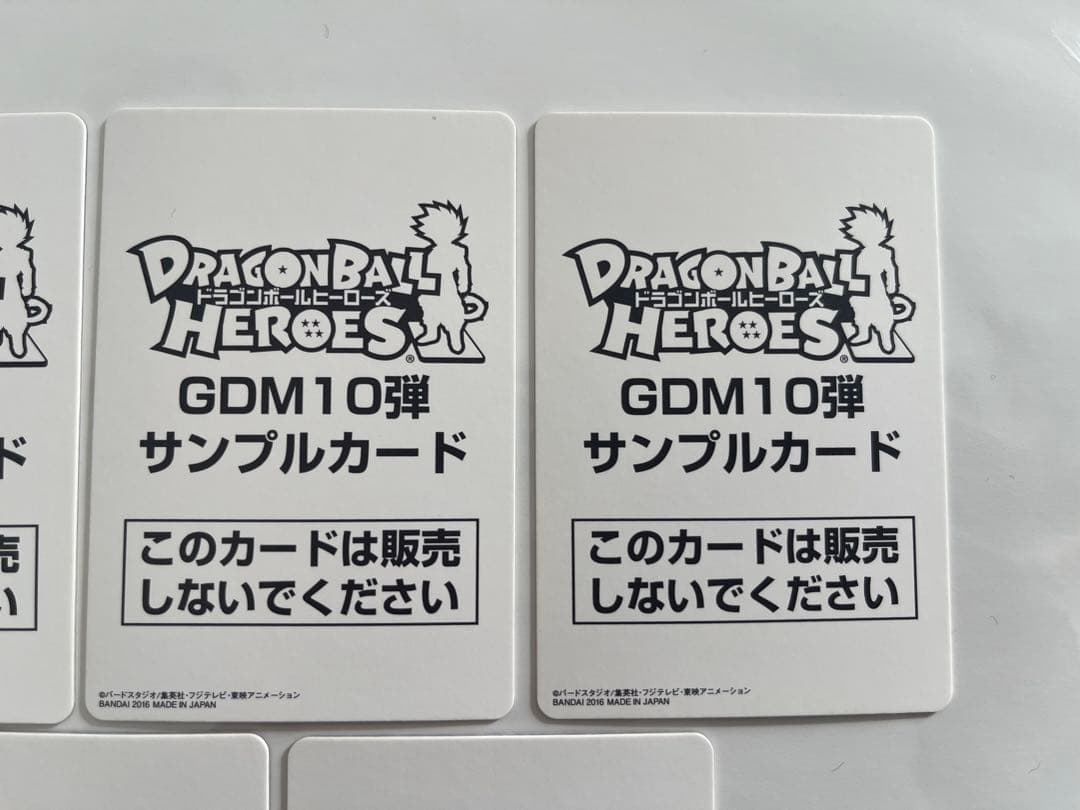 DRAGON BALL
ドラゴンボールヒーローズ
HEROES®
GDM10弾
サンプルカード
このカードは販売
しないでください
©バードスタジオ/集英社・フジテレビ・東映アニメーション
BANDAI 2016 MADE IN JAPAN
DRAGON BALL
ドラゴンボールヒーローズ
HEROES®
GDM10弾
サンプルカード
このカードは販売
しないでください
©バードスタジオ/集英社・フジテレビ・東映アニメーション
BANDAI 2016 MADE IN JAPAN
ド
売
い